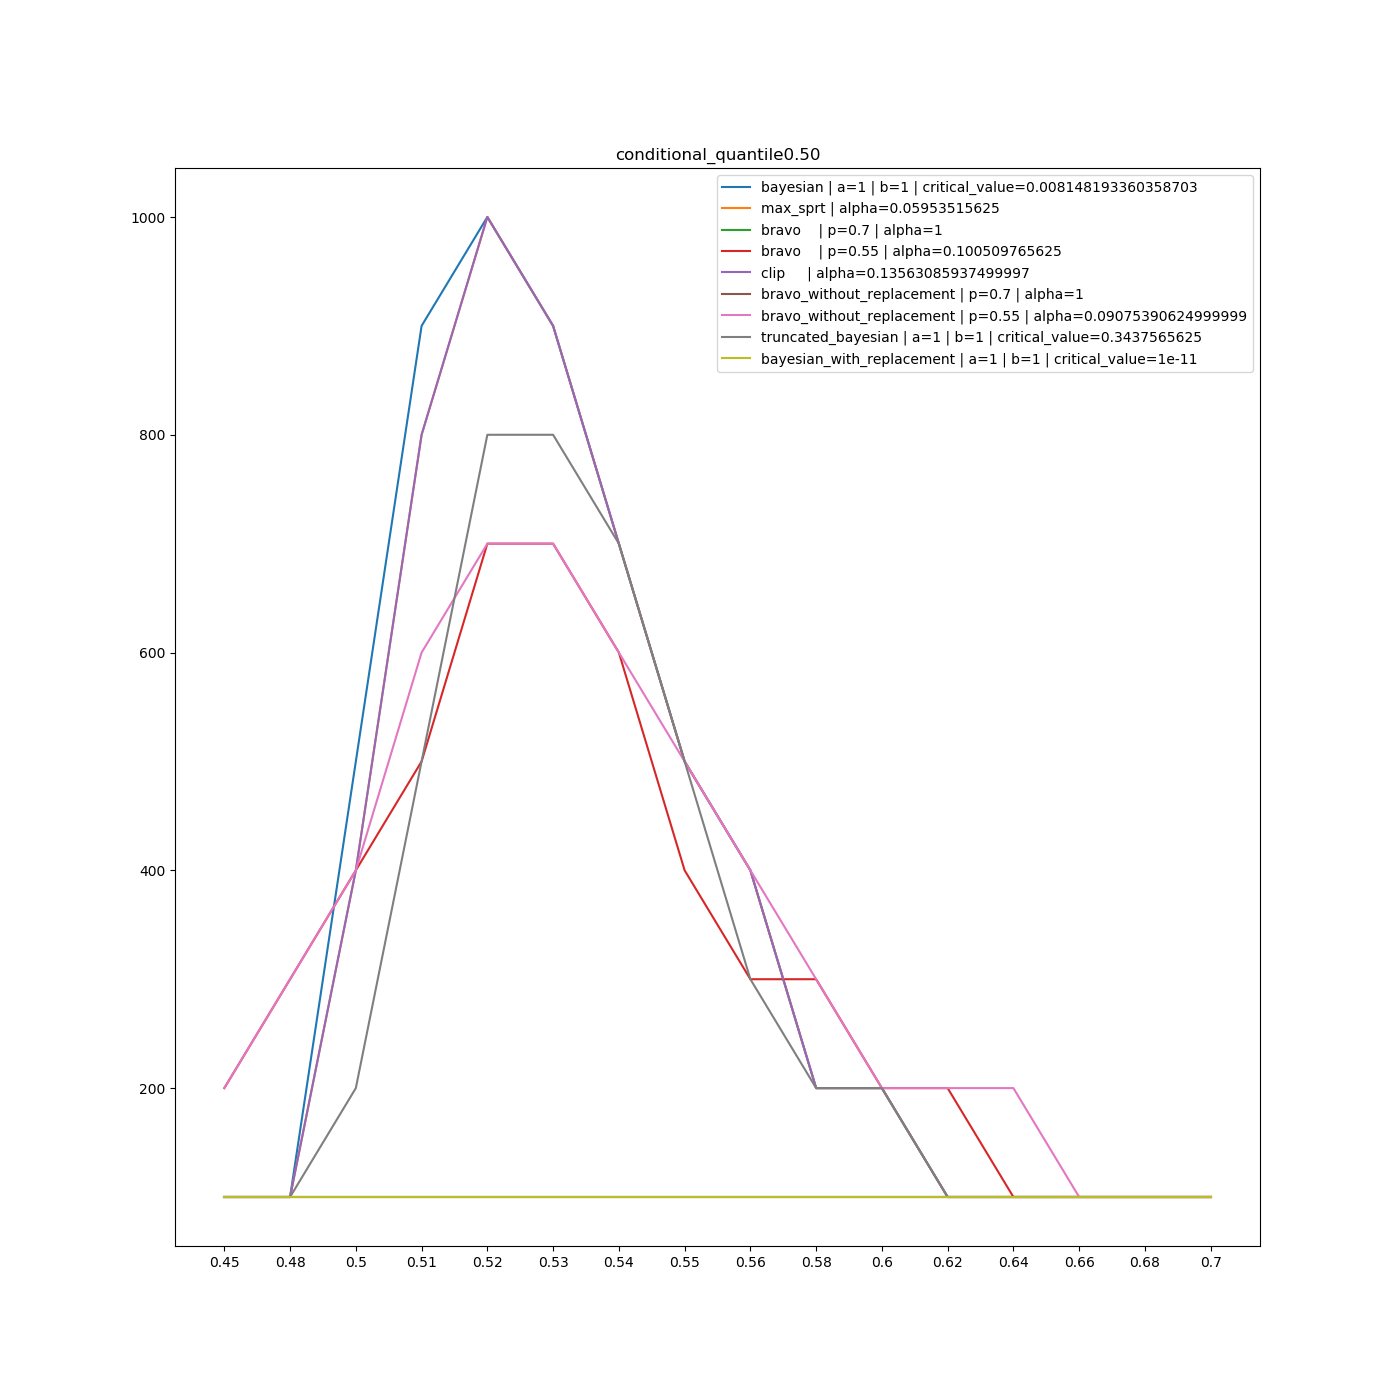 conditional_quantile0.50
bayesian | a=1 | b=1 | critical_value=0.008148193360358703
max_sprt | alpha=0.05953515625
bravo    | p=0.7 | alpha=1
bravo    | p=0.55 | alpha=0.100509765625
clip     | alpha=0.13563085937499997
bravo_without_replacement | p=0.7 | alpha=1
bravo_without_replacement | p=0.55 | alpha=0.09075390624999999
truncated_bayesian | a=1 | b=1 | critical_value=0.3437565625
bayesian_with_replacement | a=1 | b=1 | critical_value=1e-11
1000
800
600
400
200
0.45 0.48 0.5 0.51 0.52 0.53 0.54 0.55 0.56 0.58 0.6 0.62 0.64 0.66 0.68 0.7